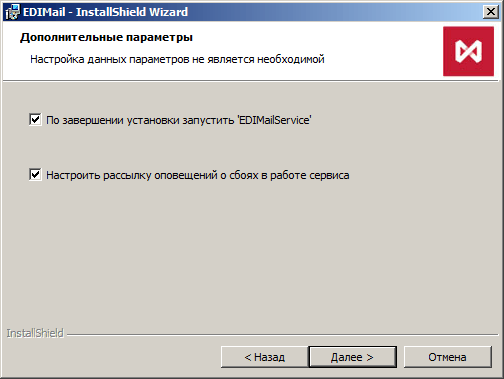 EDIMail - InstallShield Wizard
Дополнительные параметры
Настройка данных параметров не является необходимой
По завершении установки запустить 'EDIMailService'
Настроить рассылку оповещений о сбоях в работе сервиса
InstallShield
< Назад Далее > Отмена